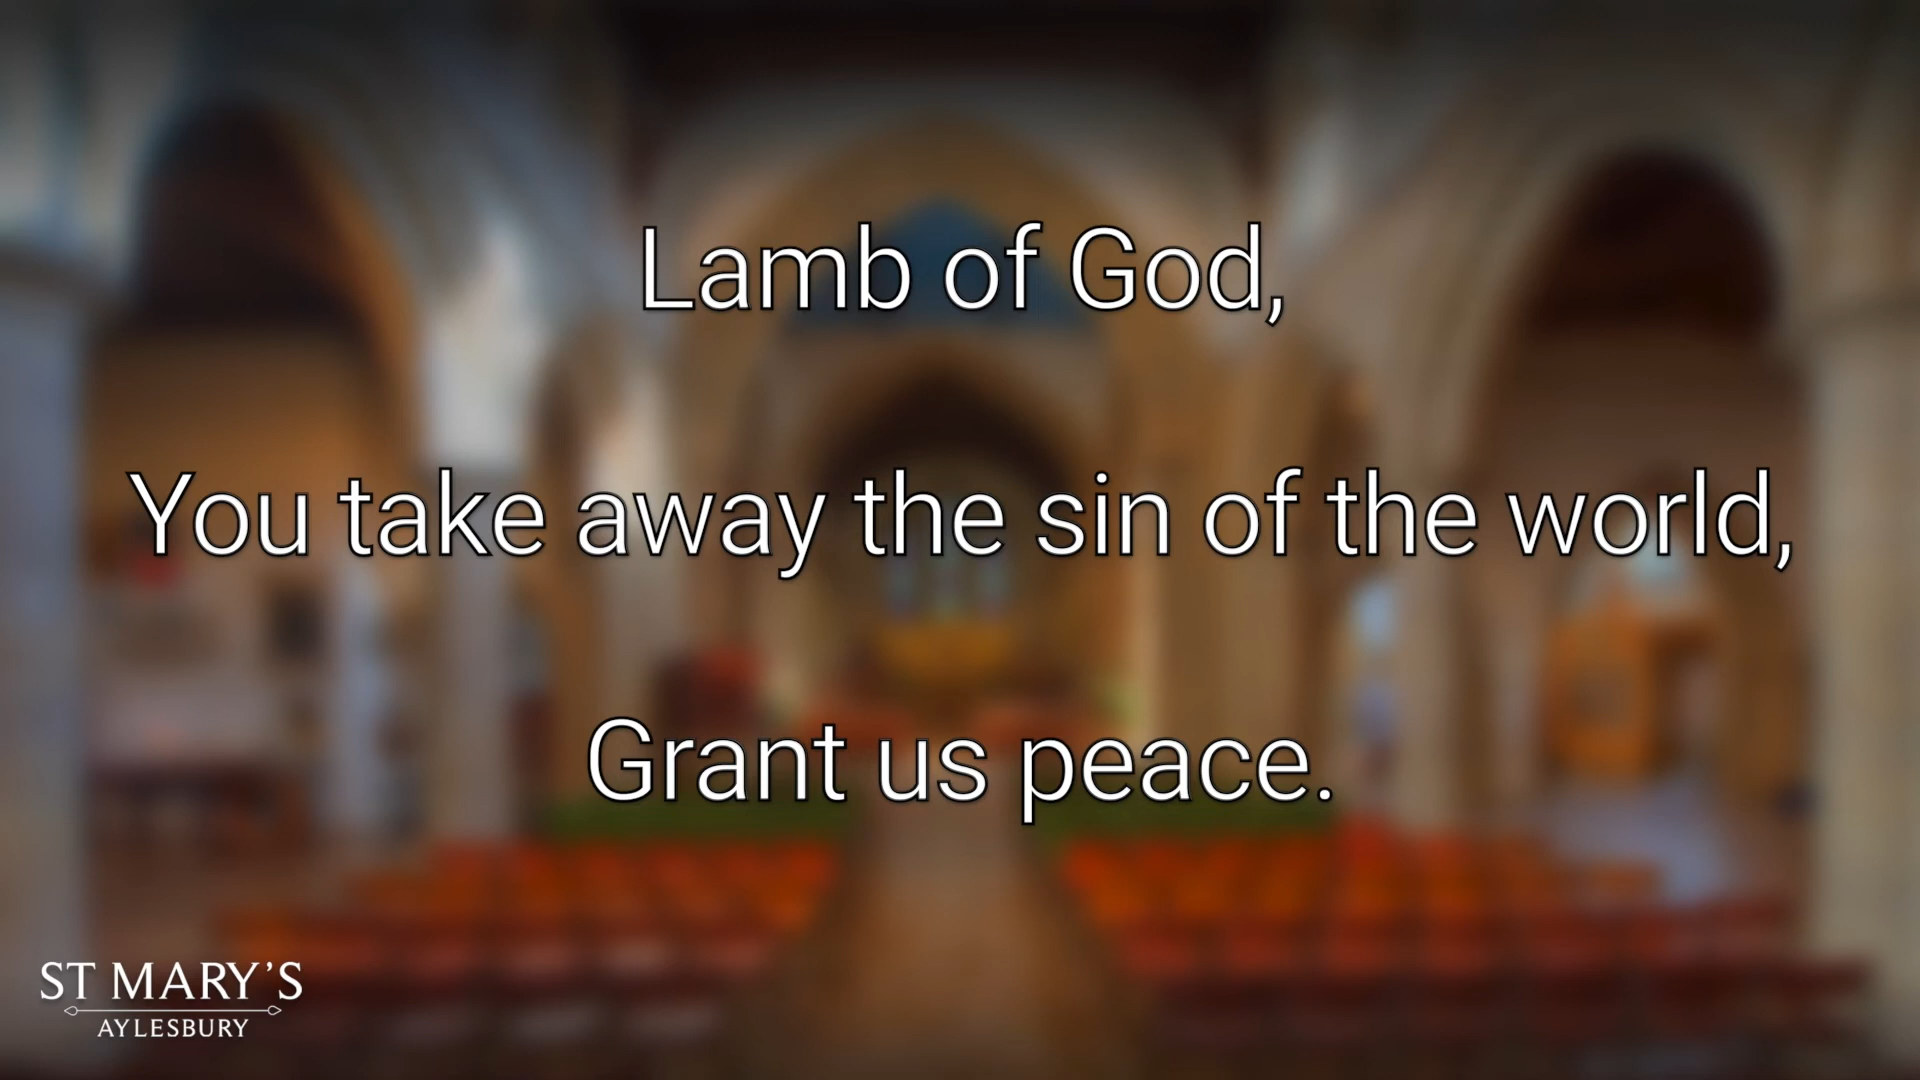 Lamb of God,
You take away the sin of the world,
Grant us peace.
ST MARY'S
AYLESBURY